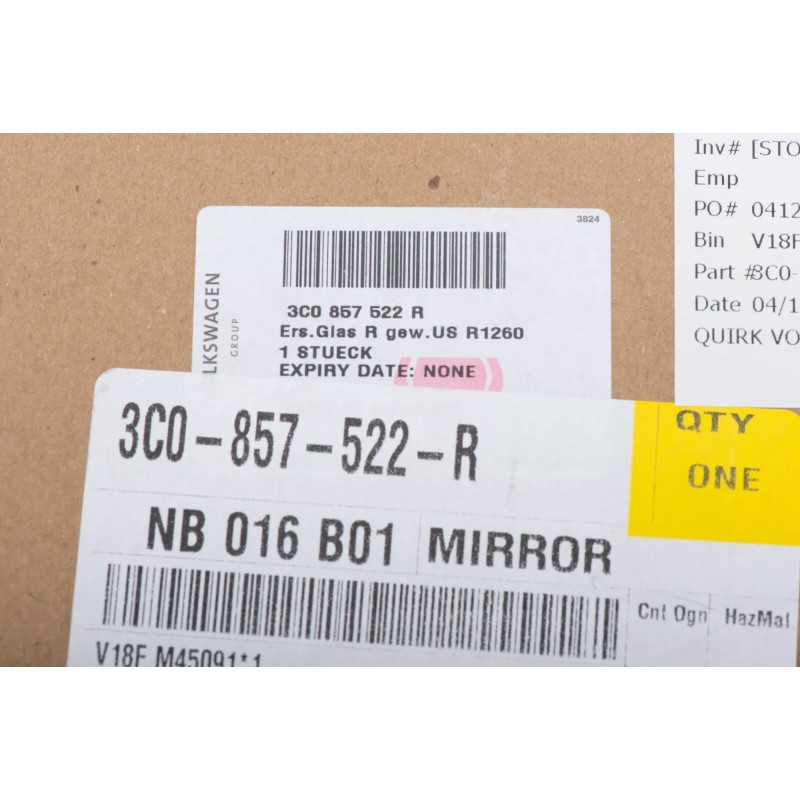 Inv# [STO
Emp
PO# 0412
Bin V18F
Part #3C0-
Date 04/1
QUIRK VO
3824
LKSWAGEN
GROUP
3C0 857 522 R
Ers.Glas R gew.US R1260
1 STUECK
EXPIRY DATE: NONE
3C0-857-522-R
QTY
ONE
NB 016 B01 MIRROR
Cnt Ogn HazMat
V18F M45091*1